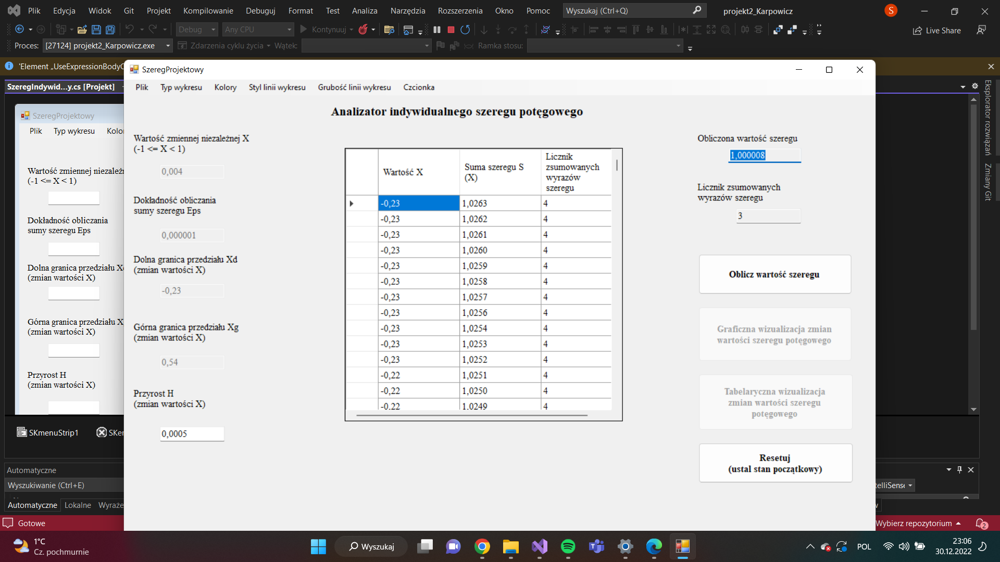 Plik Edycja Widok Git Projekt Kompilowanie Debuguj Format Test Analiza Narzędzia Rozszerzenia Okno Pomoc Wyszukaj (Ctrl+Q) projekt2_Karpowicz S
Debug Any CPU Kontynuuj Live Share
Proces: [27124] projekt2_Karpowicz.exe Zdarzenia cyklu życia Wątek: Ramka stosu:
'Element „UseExpressionBodyC
SzeregIndywid...y.cs [Projekt]
SzeregProjektowy
Plik Typ wykresu Kolor
Wartość zmiennej niezależn
(-1 <= X < 1)
Dokładność obliczania
sumy szeregu Eps
Dolna granica przedziału X
(zmian wartości X)
Górna granica przedziału X
(zmian wartości X)
Przyrost H
(zmian wartości X)
SKmenuStrip1 SKer
Automatyczne
Wyszukiwanie (Ctrl+E)
Automatyczne Lokalne Wyraże
Gotowe
SzeregProjektowy
Plik Typ wykresu Kolory Styl linii wykresu Grubość linii wykresu Czcionka
Analizator indywidualnego szeregu potęgowego
Wartość zmiennej niezależnej X
(-1 <= X < 1)
0,004
Dokładność obliczania
sumy szeregu Eps
0,000001
Dolna granica przedziału Xd
(zmian wartości X)
-0,23
Górna granica przedziału Xg
(zmian wartości X)
0,54
Przyrost H
(zmian wartości X)
0,0005
Wartość X
Suma szeregu S
(X)
Licznik
zsumowanych
wyrazów
szeregu
-0,23 1,0263 4
-0,23 1,0262 4
-0,23 1,0261 4
-0,23 1,0260 4
-0,23 1,0259 4
-0,23 1,0258 4
-0,23 1,0257 4
-0,23 1,0256 4
-0,23 1,0254 4
-0,23 1,0253 4
-0,23 1,0252 4
-0,22 1,0251 4
-0,22 1,0250 4
-0,22 1,0249 4
Obliczona wartość szeregu
1,000008
Licznik zsumowanych
wyrazów szeregu
3
Oblicz wartość szeregu
Graficzna wizualizacja zmian
wartości szeregu potęgowego
Tabelaryczna wizualizacja
zmian wartości szeregu
potęgowego
Resetuj
(ustal stan początkowy)
Eksplorator rozwiązań
Zmiany Git
telliSense
w
Wybierz repozytorium 2
1°C
Cz. pochmurnie
Wyszukaj
POL
23:06
30.12.2022